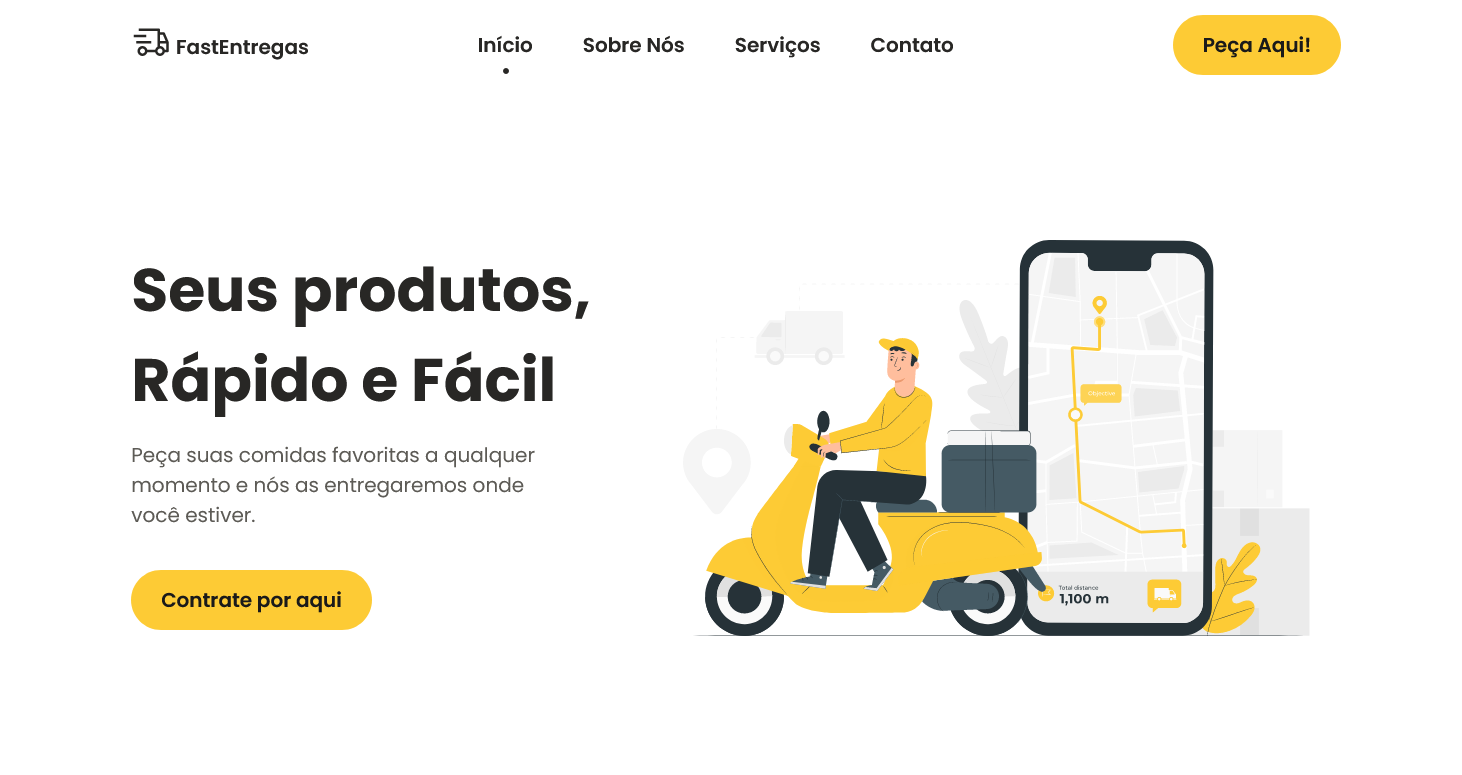 FastEntregas
Início
Sobre Nós
Serviços
Contato
Peça Aqui!
Seus produtos,
Rápido e Fácil
Peça suas comidas favoritas a qualquer
momento e nós as entregaremos onde
você estiver.
Contrate por aqui
Objective
Total distance
1,100 m